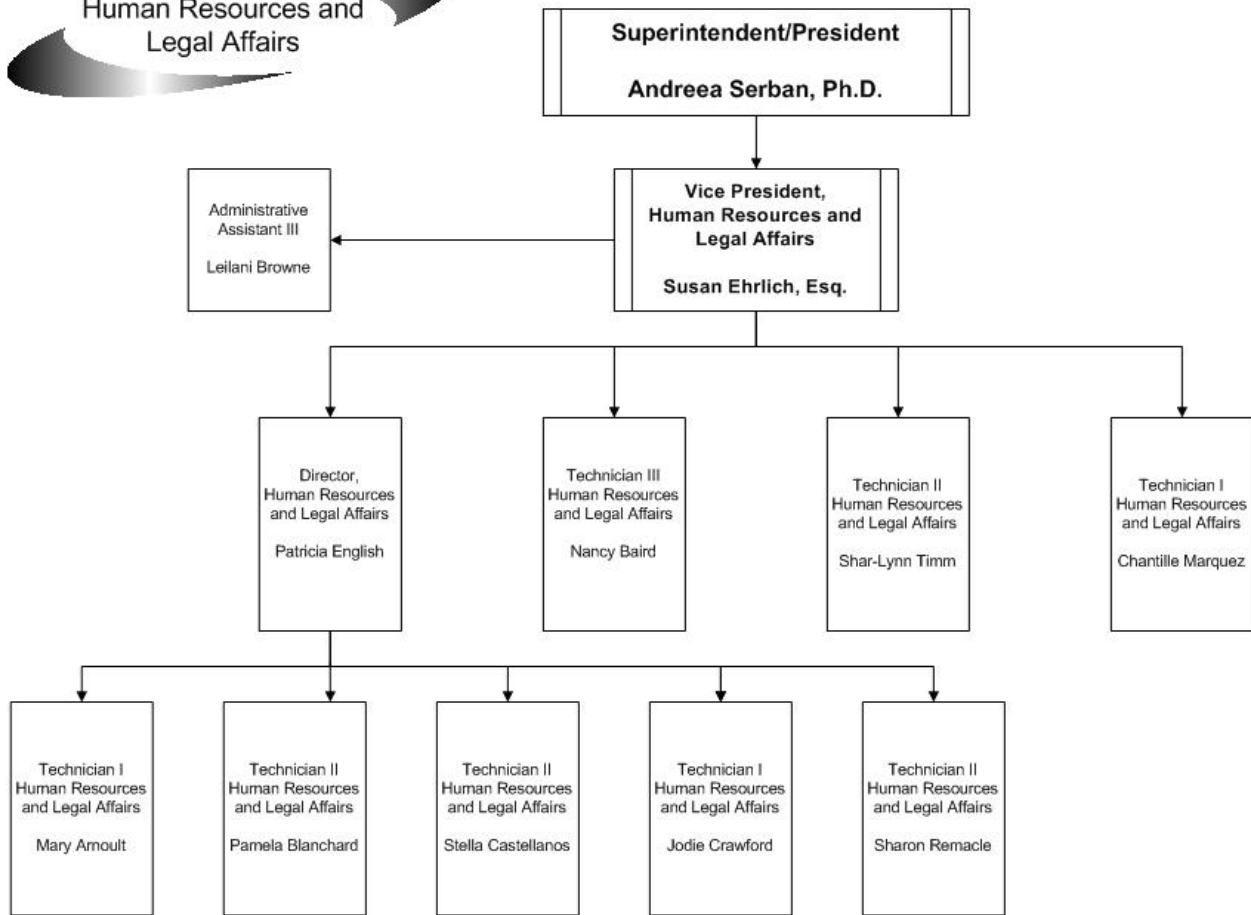 Human Resources and
Legal Affairs
Superintendent/President
Andreea Serban, Ph.D.
Vice President,
Human Resources and
Legal Affairs
Susan Ehrlich, Esq.
Administrative
Assistant III
Leilani Browne
Director,
Human Resources
and Legal Affairs
Patricia English
Technician III
Human Resources
and Legal Affairs
Nancy Baird
Technician II
Human Resources
and Legal Affairs
Shar-Lynn Timm
Technician I
Human Resources
and Legal Affairs
Chantille Marquez
Technician I
Human Resources
and Legal Affairs
Mary Arnoult
Technician II
Human Resources
and Legal Affairs
Pamela Blanchard
Technician II
Human Resources
and Legal Affairs
Stella Castellanos
Technician I
Human Resources
and Legal Affairs
Jodie Crawford
Technician II
Human Resources
and Legal Affairs
Sharon Remacle